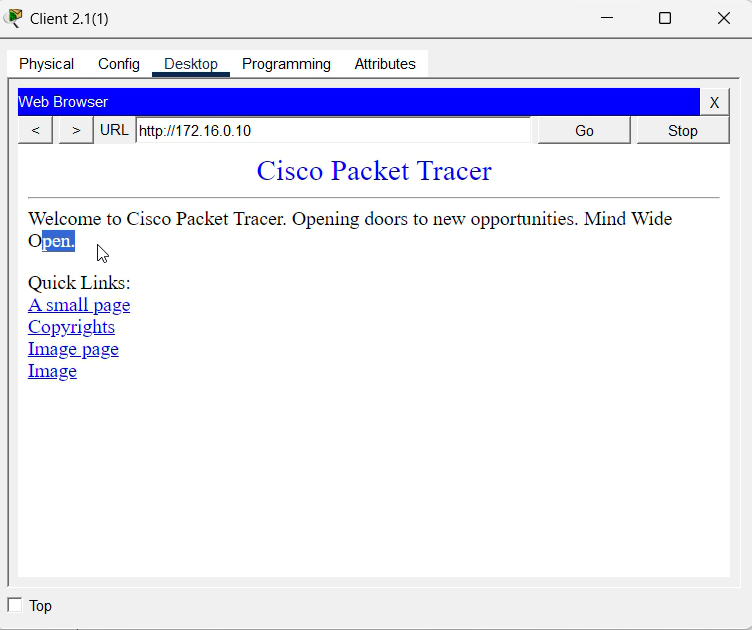 Client 2.1(1)
Physical Config Desktop Programming Attributes
Web Browser X
< > URL http://172.16.0.10 Go Stop
Cisco Packet Tracer
Welcome to Cisco Packet Tracer. Opening doors to new opportunities. Mind Wide
Open.
Quick Links:
A small page
Copyrights
Image page
Image
Top